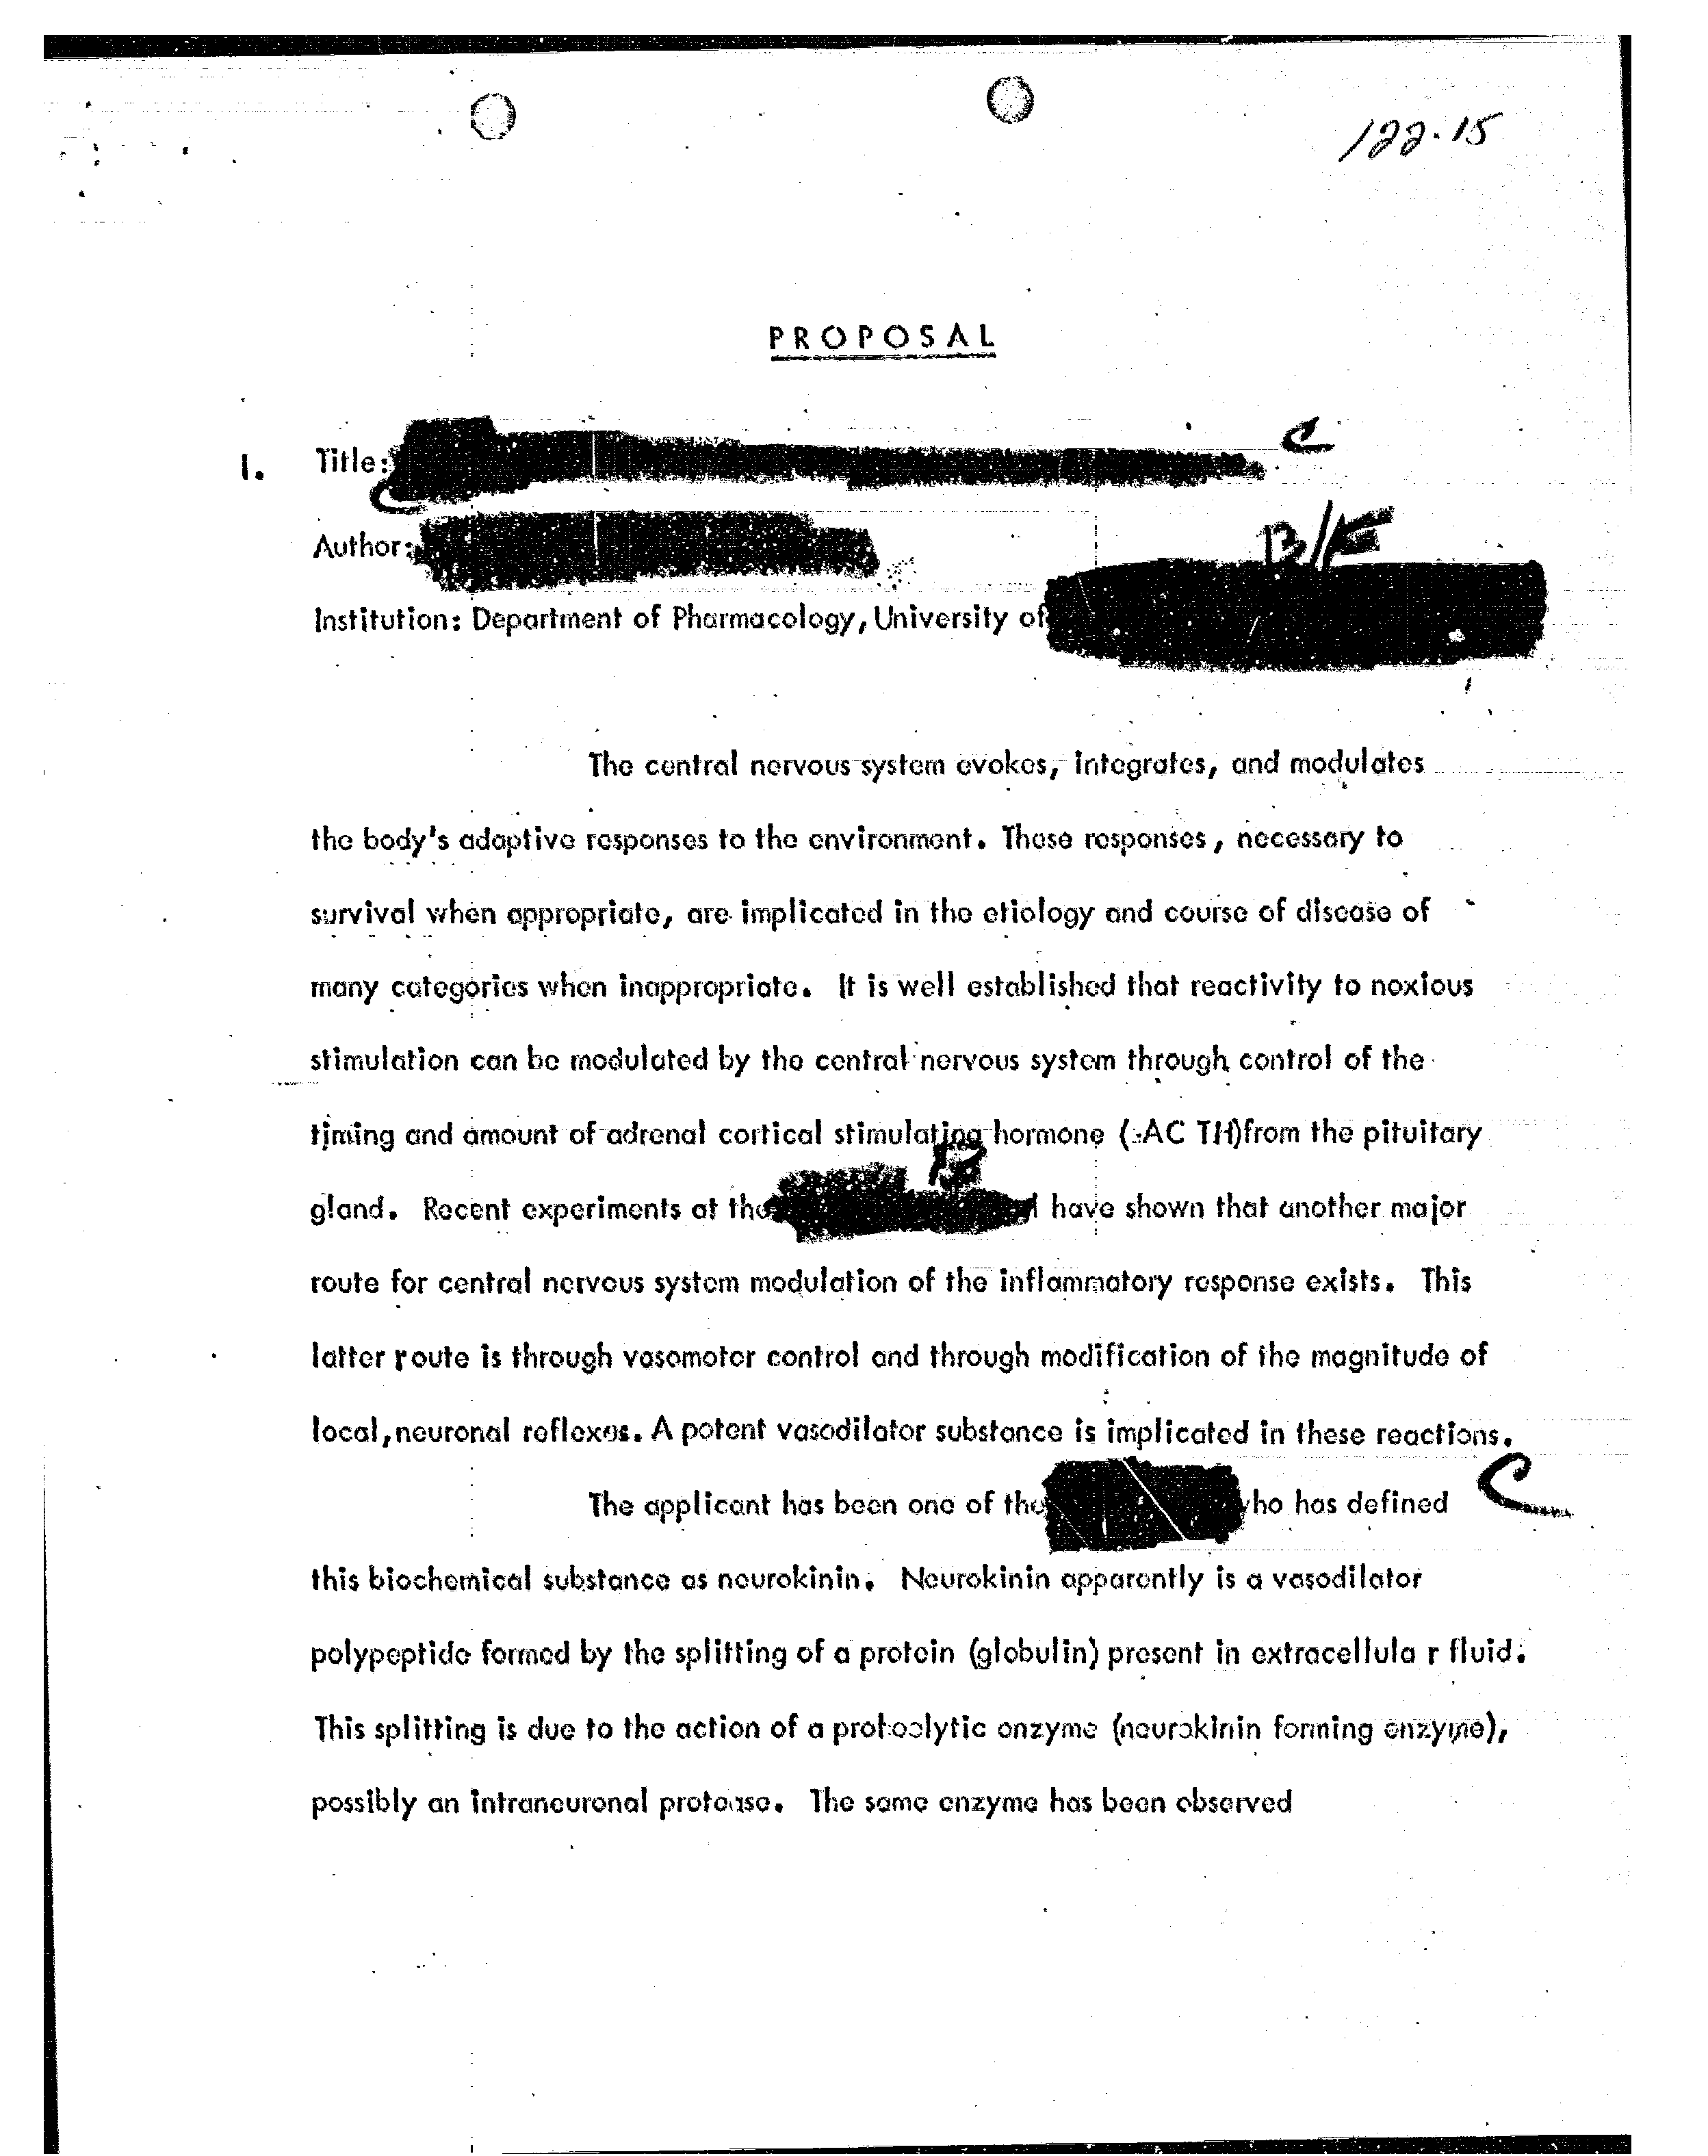 122-15
PROPOSAL
1. Title:
C
Author:
B/F
Institution: Department of Pharmacology, University of
The central nervous system evokes, integrates, and modulates
the body's adaptive responses to the environment. These responses, necessary to
survival when appropriate, are implicated in the etiology and course of disease of
many categories when inappropriate. It is well established that reactivity to noxious
stimulation can be modulated by the central nervous system through control of the
timing and amount of adrenal cortical stimulating hormone (AC TH)from the pituitary
B
gland. Recent experiments at the have shown that another major
route for central nervous system modulation of the inflammatory response exists. This
latter route is through vasomotor control and through modification of the magnitude of
local, neuronal reflexes. A potent vasodilator substance is implicated in these reactions.
The applicant has been one of the who has defined C
this biochemical substance as neurokinin. Neurokinin apparently is a vasodilator
polypeptide formed by the splitting of a protein (globulin) present in extracellula r fluid.
This splitting is due to the action of a proteolytic enzyme (neurokinin forming enzyme),
possibly an intraneuronal protease. The same enzyme has been observed